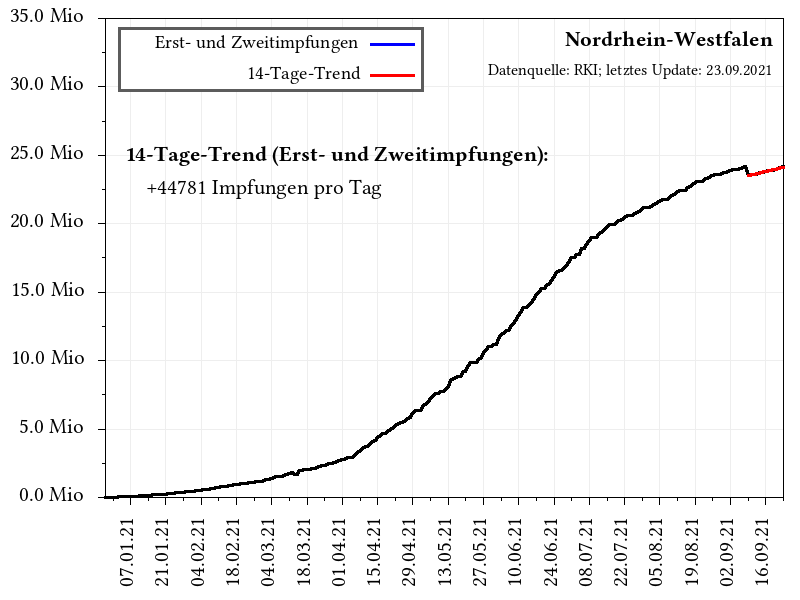 35.0 Mio
30.0 Mio
25.0 Mio
20.0 Mio
15.0 Mio
10.0 Mio
5.0 Mio
0.0 Mio
Erst- und Zweitimpfungen
14-Tage-Trend
Nordrhein-Westfalen
Datenquelle: RKI; letztes Update: 23.09.2021
14-Tage-Trend (Erst- und Zweitimpfungen):
+44781 Impfungen pro Tag
07.01.21
21.01.21
04.02.21
18.02.21
04.03.21
18.03.21
01.04.21
15.04.21
29.04.21
13.05.21
27.05.21
10.06.21
24.06.21
08.07.21
22.07.21
05.08.21
19.08.21
02.09.21
16.09.21